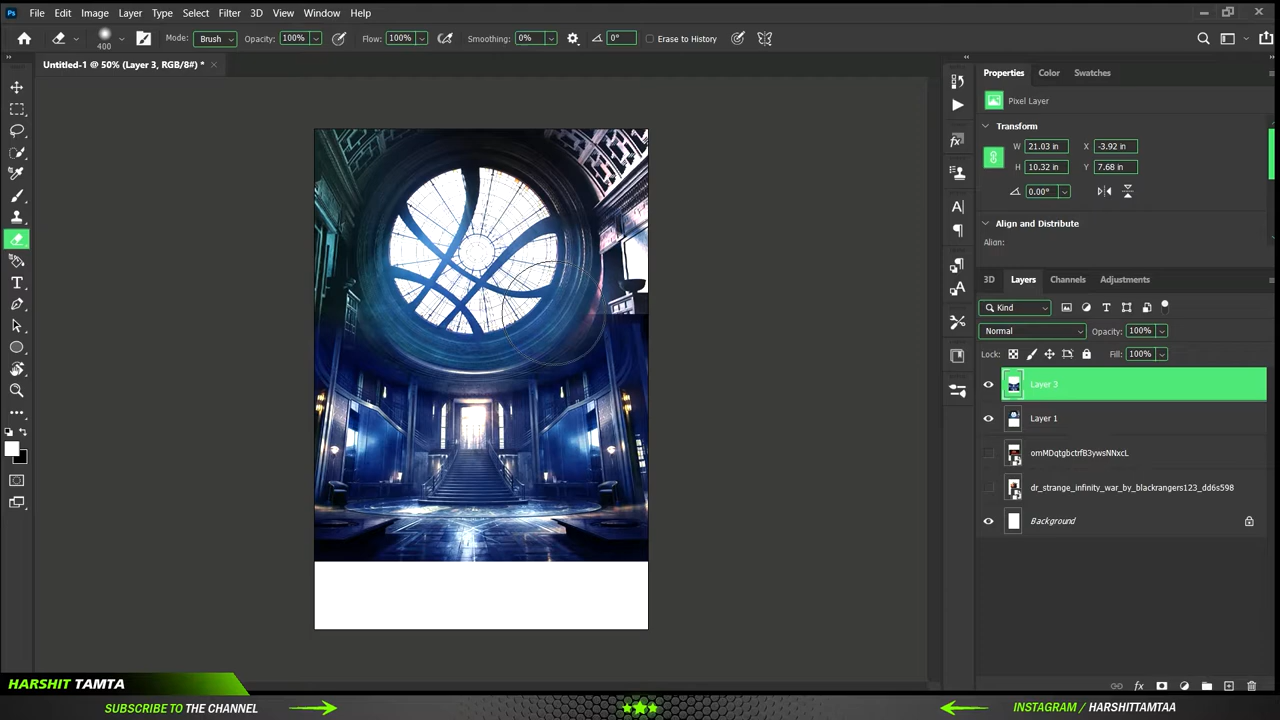 Ps File Edit Image Layer Type Select Filter 3D View Window Help
400 Mode: Brush Opacity: 100% Flow: 100% Smoothing: 0% 0° Erase to History
Untitled-1 @ 50% (Layer 3, RGB/8#) *
Properties Color Swatches
Pixel Layer
Transform
W 21.03 in X -3.92 in
H 10.32 in Y 7.68 in
0.00°
Align and Distribute
Align:
3D Layers Channels Adjustments
Kind
Normal Opacity: 100%
Lock: Fill: 100%
Layer 3
Layer 1
omMDqtgbctrfB3ywsNNxcL
dr_strange_infinity_war_by_blackrangers123_dd6s598
Background
HARSHIT TAMTA
SUBSCRIBE TO THE CHANNEL
INSTAGRAM / HARSHITTAMTAA